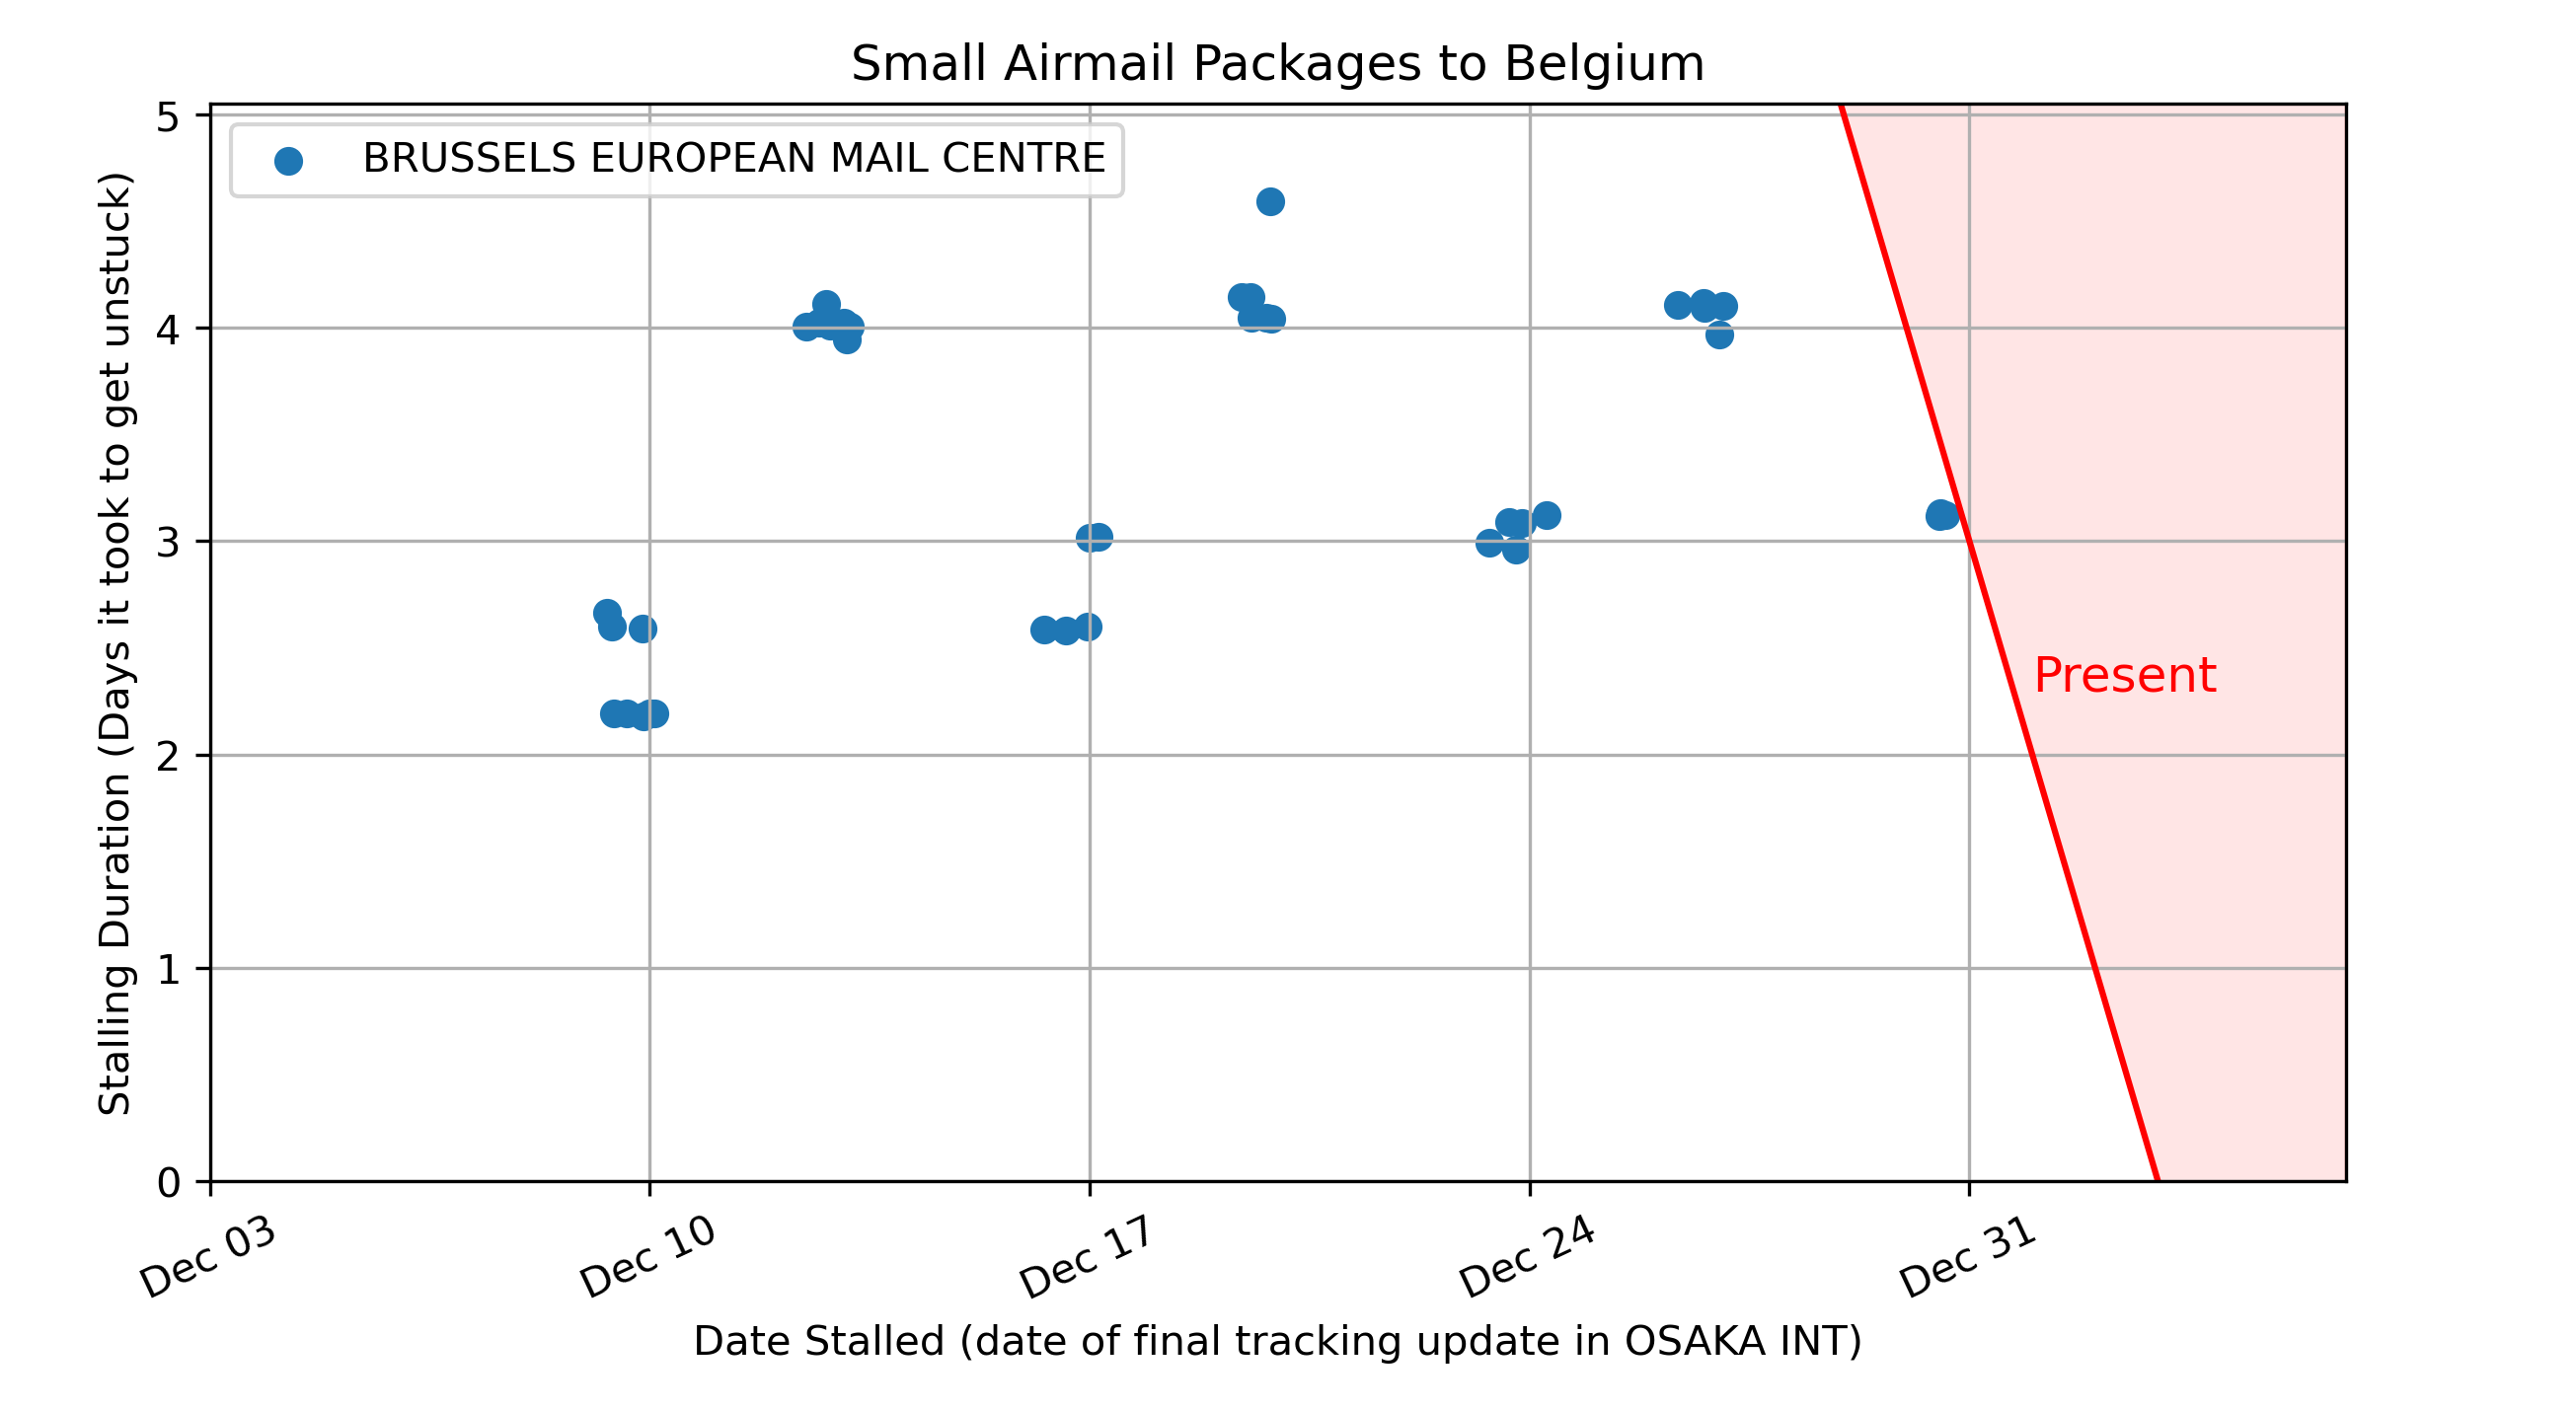 Small Airmail Packages to Belgium
BRUSSELS EUROPEAN MAIL CENTRE
Stalling Duration (Days it took to get unstuck)
5
4
3
2
1
0
Present
Dec 03
Dec 10
Dec 17
Dec 24
Dec 31
Date Stalled (date of final tracking update in OSAKA INT)